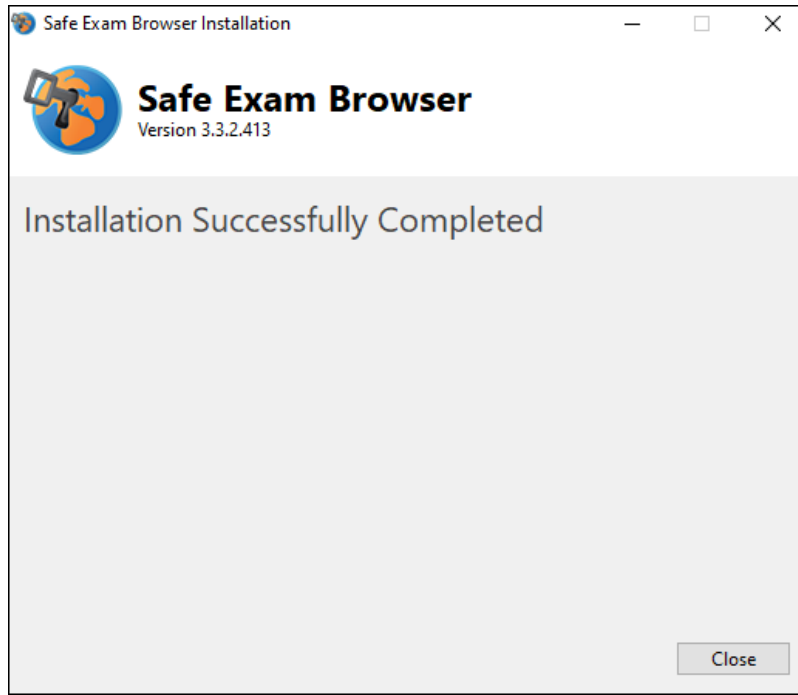 Safe Exam Browser Installation
Safe Exam Browser
Version 3.3.2.413
Installation Successfully Completed
Close